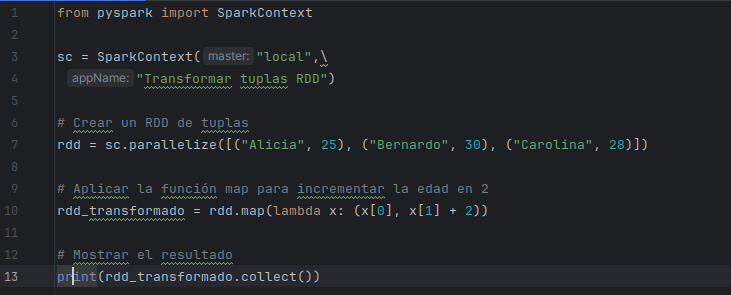 1 from pyspark import SparkContext
2
3 sc = SparkContext( master: "local",\
4 appName: "Transformar tuplas RDD")
5
6 # Crear un RDD de tuplas
7 rdd = sc.parallelize([("Alicia", 25), ("Bernardo", 30), ("Carolina", 28)])
8
9 # Aplicar la función map para incrementar la edad en 2
10 rdd_transformado = rdd.map(lambda x: (x[0], x[1] + 2))
11
12 # Mostrar el resultado
13 print(rdd_transformado.collect())